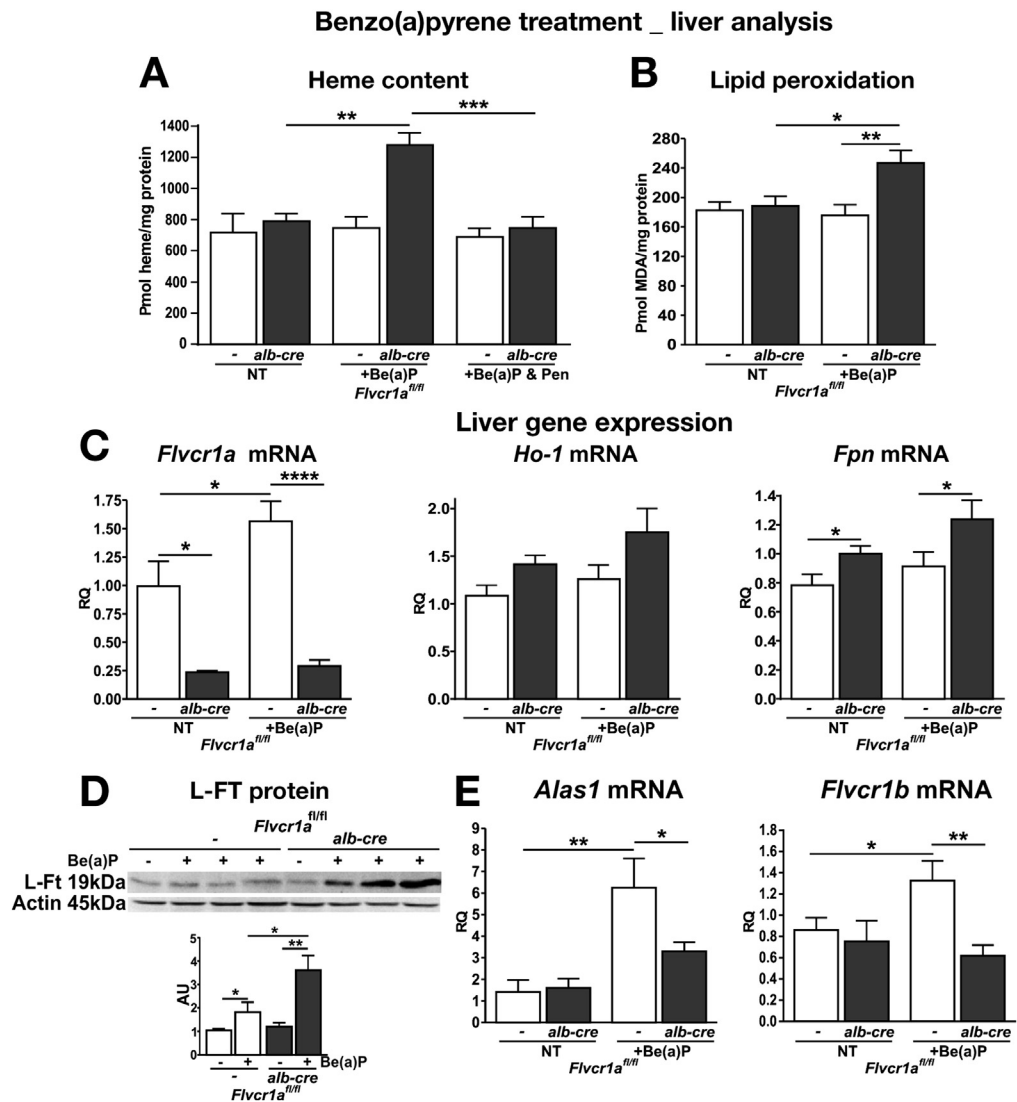 Benzo(a)pyrene treatment _ liver analysis
A
Heme content
** ***
Pmol heme/mg protein
1400
1200
1000
800
600
400
200
0
- alb-cre - alb-cre - alb-cre
NT +Be(a)P +Be(a)P & Pen
Flvcr1a fl/fl
B
Lipid peroxidation
*
**
Pmol MDA/mg protein
280
240
200
160
120
80
40
0
- alb-cre - alb-cre
NT +Be(a)P
Flvcr1a fl/fl
Liver gene expression
C
Flvcr1a mRNA
* ****
*
RQ
1.75
1.50
1.25
1.00
0.75
0.50
0.25
0.00
- alb-cre - alb-cre
NT +Be(a)P
Flvcr1a fl/fl
Ho-1 mRNA
RQ
2.0
1.5
1.0
0.5
0.0
- alb-cre - alb-cre
NT +Be(a)P
Flvcr1a fl/fl
Fpn mRNA
*
*
RQ
1.4
1.2
1.0
0.8
0.6
0.4
0.2
0.0
- alb-cre - alb-cre
NT +Be(a)P
Flvcr1a fl/fl
D
L-FT protein
Flvcr1a fl/fl
- alb-cre
Be(a)P - + + + - + + +
L-Ft 19kDa
Actin 45kDa
*
**
*
AU
5
4
3
2
1
0
- + - + Be(a)P
- alb-cre
Flvcr1a fl/fl
E
Alas1 mRNA
** *
RQ
9
8
7
6
5
4
3
2
1
0
- alb-cre - alb-cre
NT +Be(a)P
Flvcr1a fl/fl
Flvcr1b mRNA
* **
RQ
1.8
1.6
1.4
1.2
1.0
0.8
0.6
0.4
0.2
0.0
- alb-cre - alb-cre
NT +Be(a)P
Flvcr1a fl/fl